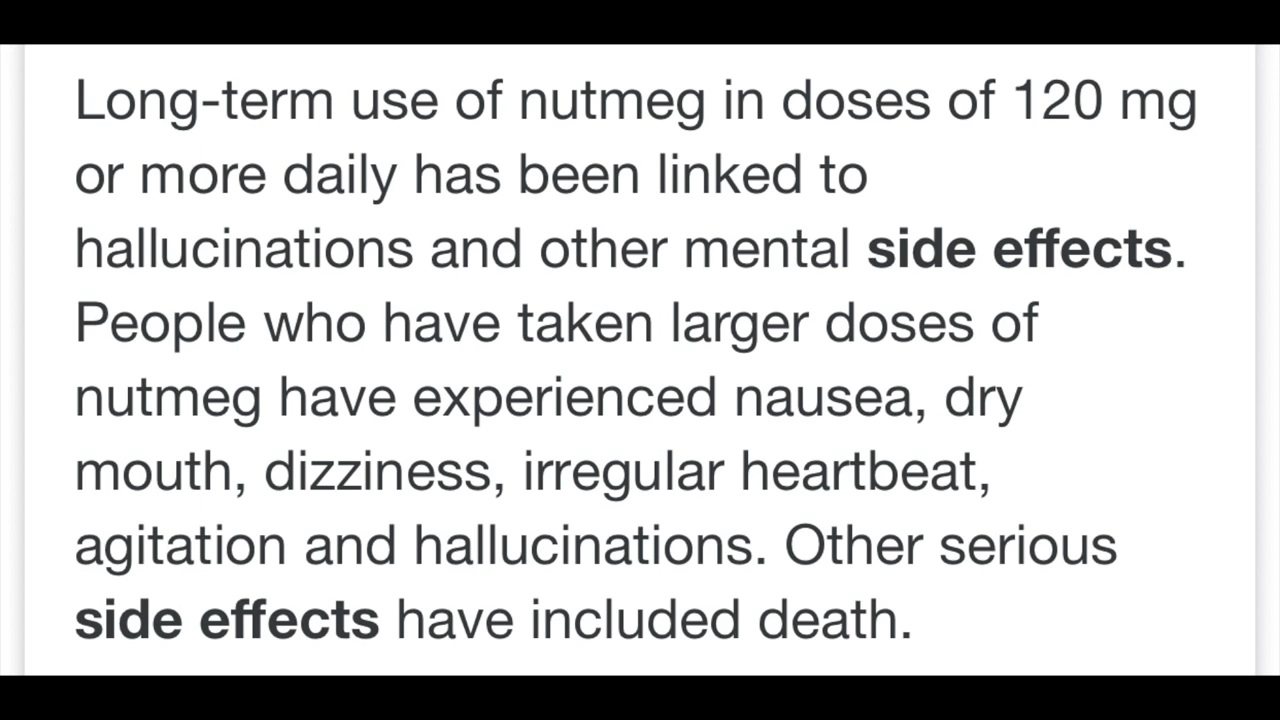 Long-term use of nutmeg in doses of 120 mg
or more daily has been linked to
hallucinations and other mental side effects.
People who have taken larger doses of
nutmeg have experienced nausea, dry
mouth, dizziness, irregular heartbeat,
agitation and hallucinations. Other serious
side effects have included death.